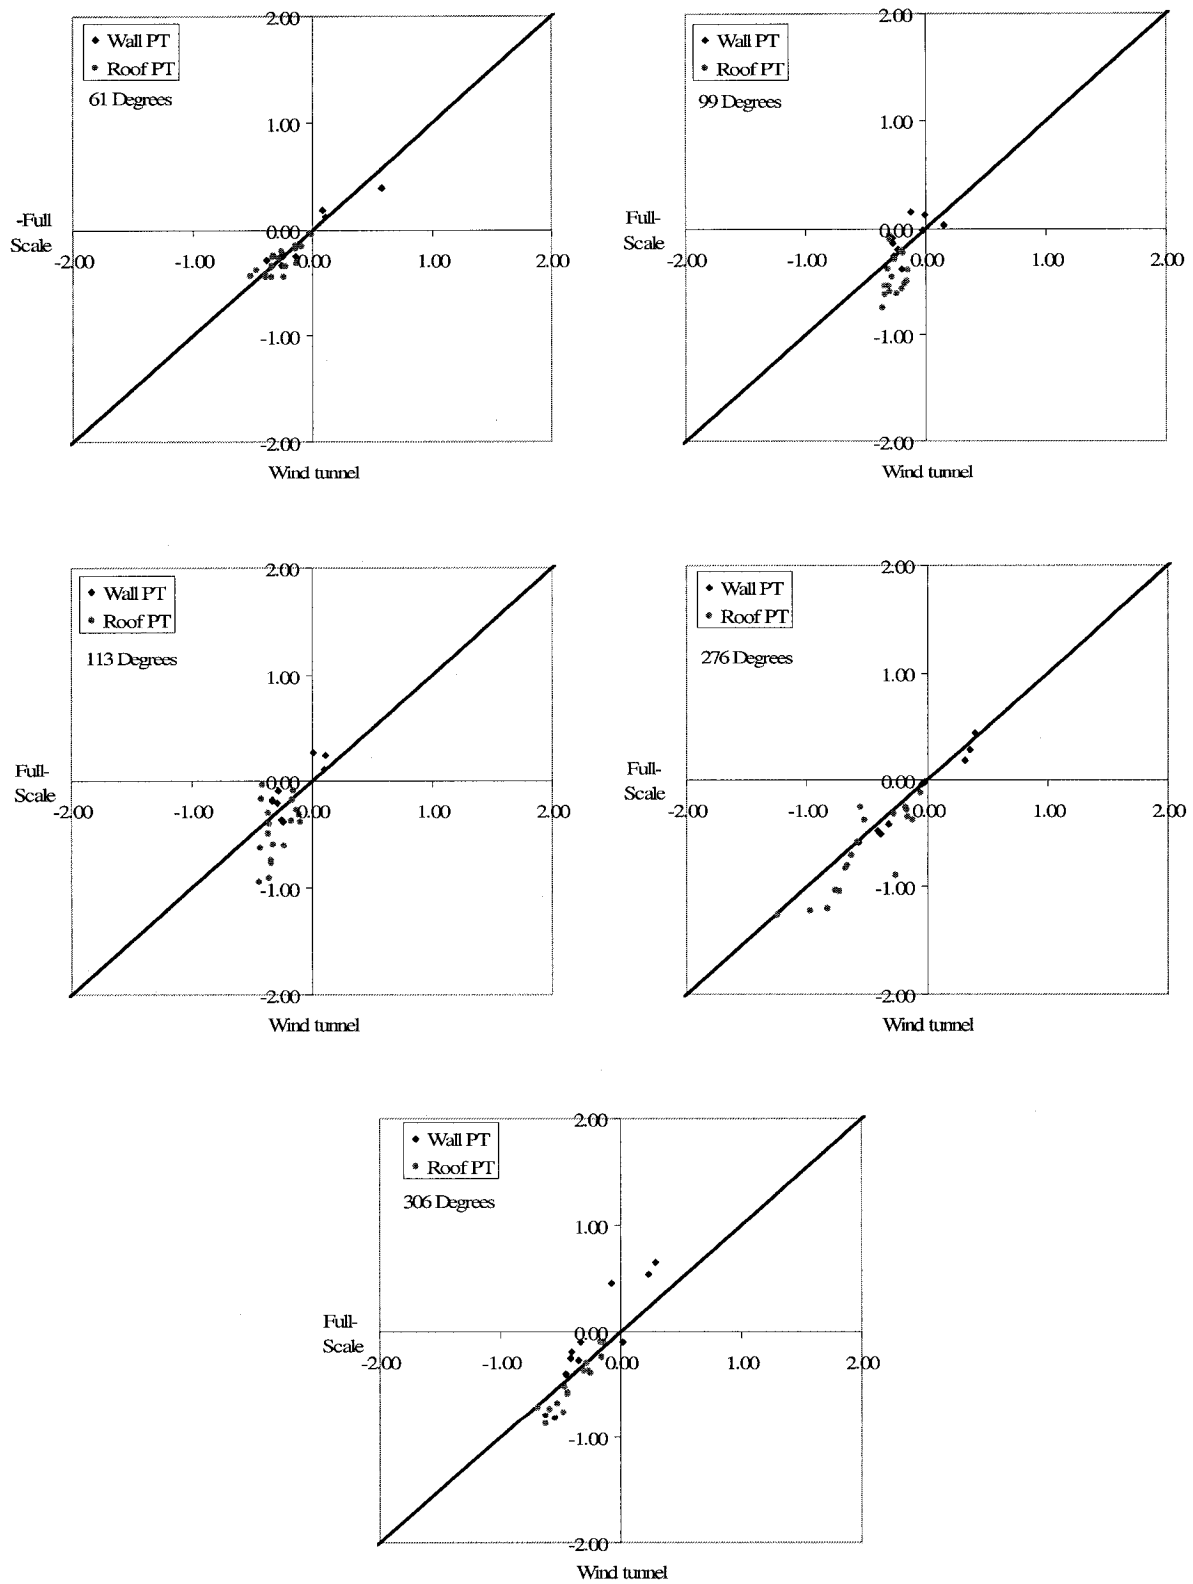 2.00
Wall PT
Roof PT
61 Degrees
1.00
-Full
Scale
0.00
-2.00 -1.00 0.00 1.00 2.00
-1.00
-2.00
Wind tunnel
2.00
Wall PT
Roof PT
99 Degrees
1.00
Full-
Scale
0.00
-2.00 -1.00 0.00 1.00 2.00
-1.00
-2.00
Wind tunnel
2.00
Wall PT
Roof PT
113 Degrees
1.00
Full-
Scale
0.00
-2.00 -1.00 0.00 1.00 2.00
-1.00
-2.00
Wind tunnel
2.00
Wall PT
Roof PT
276 Degrees
1.00
Full-
Scale
0.00
-2.00 -1.00 0.00 1.00 2.00
-1.00
-2.00
Wind tunnel
2.00
Wall PT
Roof PT
306 Degrees
1.00
Full-
Scale
0.00
-2.00 -1.00 0.00 1.00 2.00
-1.00
-2.00
Wind tunnel